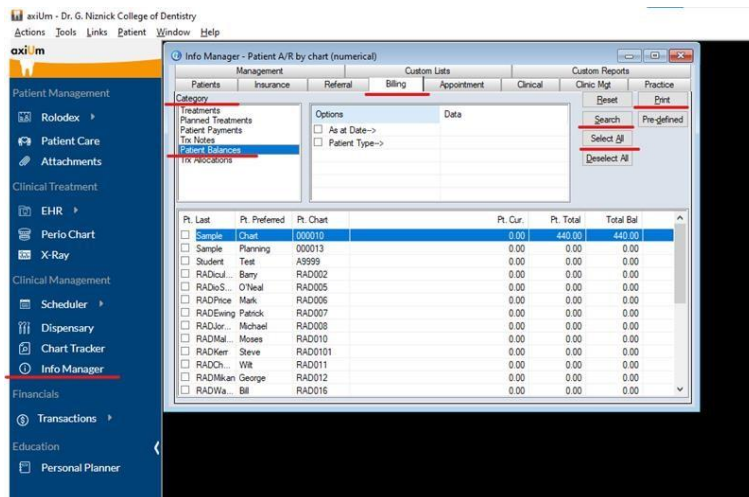 axiUm - Dr. G. Niznick College of Dentistry
Actions Tools Links Patient Window Help
axiUm
Patient Management
Rolodex
Patient Care
Attachments
Clinical Treatment
EHR
Perio Chart
X-Ray
Clinical Management
Scheduler
Dispensary
Chart Tracker
Info Manager
Financials
Transactions
Education
Personal Planner
Info Manager - Patient A/R by chart (numerical)
Management Custom Lists Custom Reports
Patients Insurance Referral Billing Appointment Clinical Clinic Mgt Practice
Category
Treatments
Planned Treatments
Patient Payments
Trx Notes
Patient Balances
Trx Allocations
Options Data
As at Date-->
Patient Type-->
Reset Print
Search Pre-defined
Select All
Deselect All
Pt. Last Pt. Preferred Pt. Chart Pt. Cur. Pt. Total Total Bal
Sample Chart 000010 0.00 440.00 440.00
Sample Planning 000013 0.00 0.00 0.00
Student Test A9999 0.00 0.00 0.00
RADicul... Barry RAD002 0.00 0.00 0.00
RADioS... O'Neal RAD005 0.00 0.00 0.00
RADPrice Mark RAD006 0.00 0.00 0.00
RADEwing Patrick RAD007 0.00 0.00 0.00
RADJor... Michael RAD008 0.00 0.00 0.00
RADMal... Moses RAD010 0.00 0.00 0.00
RADKerr Steve RAD0101 0.00 0.00 0.00
RADCh... Wilt RAD011 0.00 0.00 0.00
RADMikan George RAD012 0.00 0.00 0.00
RADWa... Bill RAD016 0.00 0.00 0.00